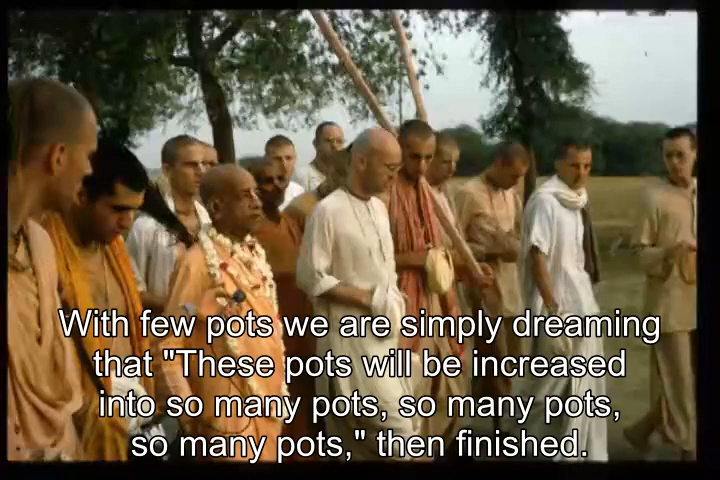 With few pots we are simply dreaming
that "These pots will be increased
into so many pots, so many pots,
so many pots," then finished.